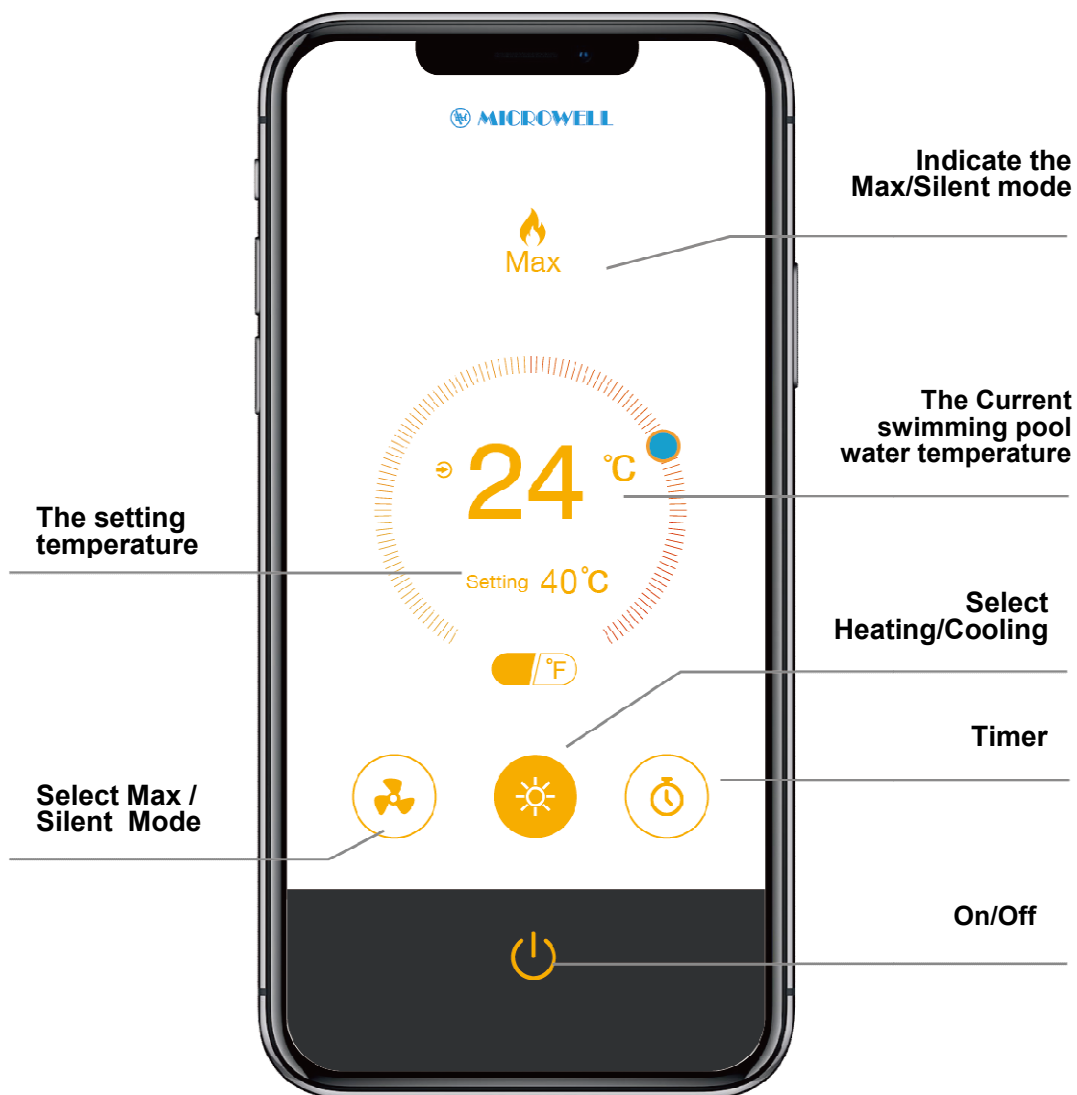 MICROWELL
Indicate the
Max/Silent mode
Max
The Current
swimming pool
water temperature
24 °C
The setting
temperature
Setting 40°C
Select
Heating/Cooling
°F
Timer
Select Max /
Silent Mode
On/Off